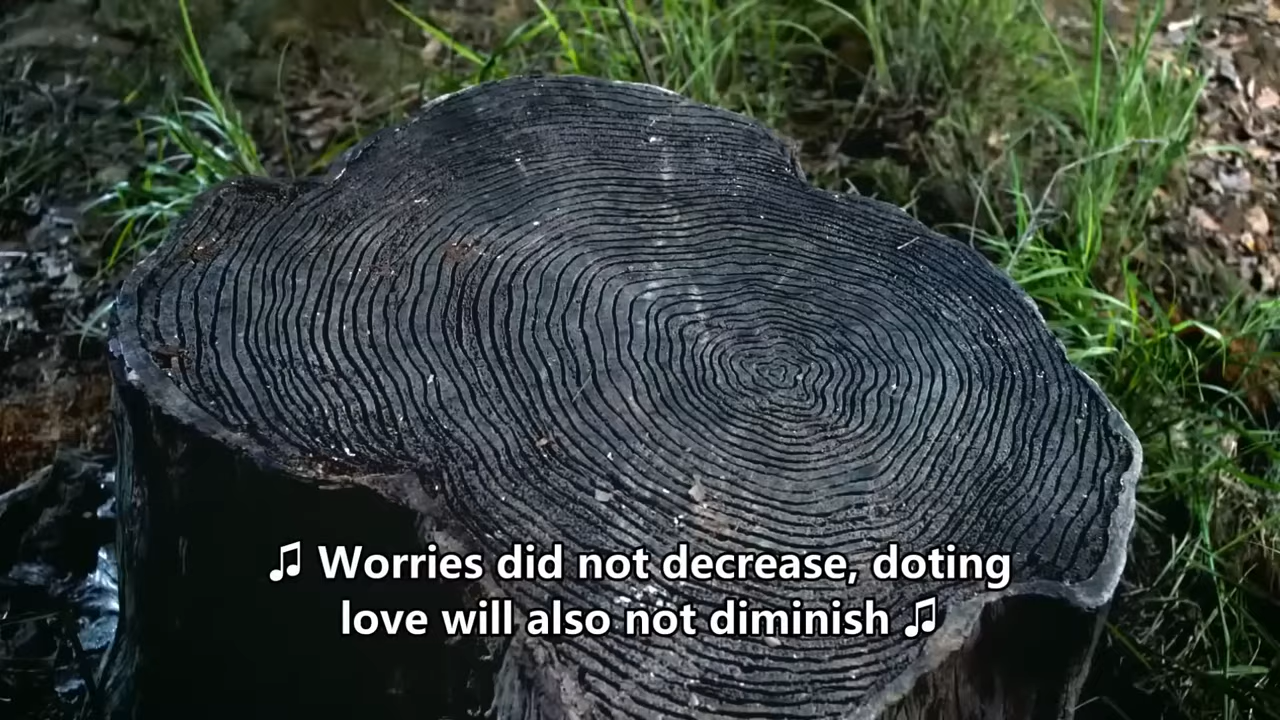 ♫ Worries did not decrease, doting
love will also not diminish ♫